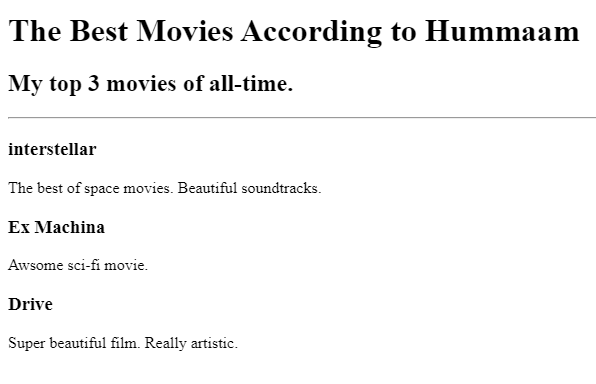 The Best Movies According to Hummaam
My top 3 movies of all-time.
interstellar
The best of space movies. Beautiful soundtracks.
Ex Machina
Awsome sci-fi movie.
Drive
Super beautiful film. Really artistic.